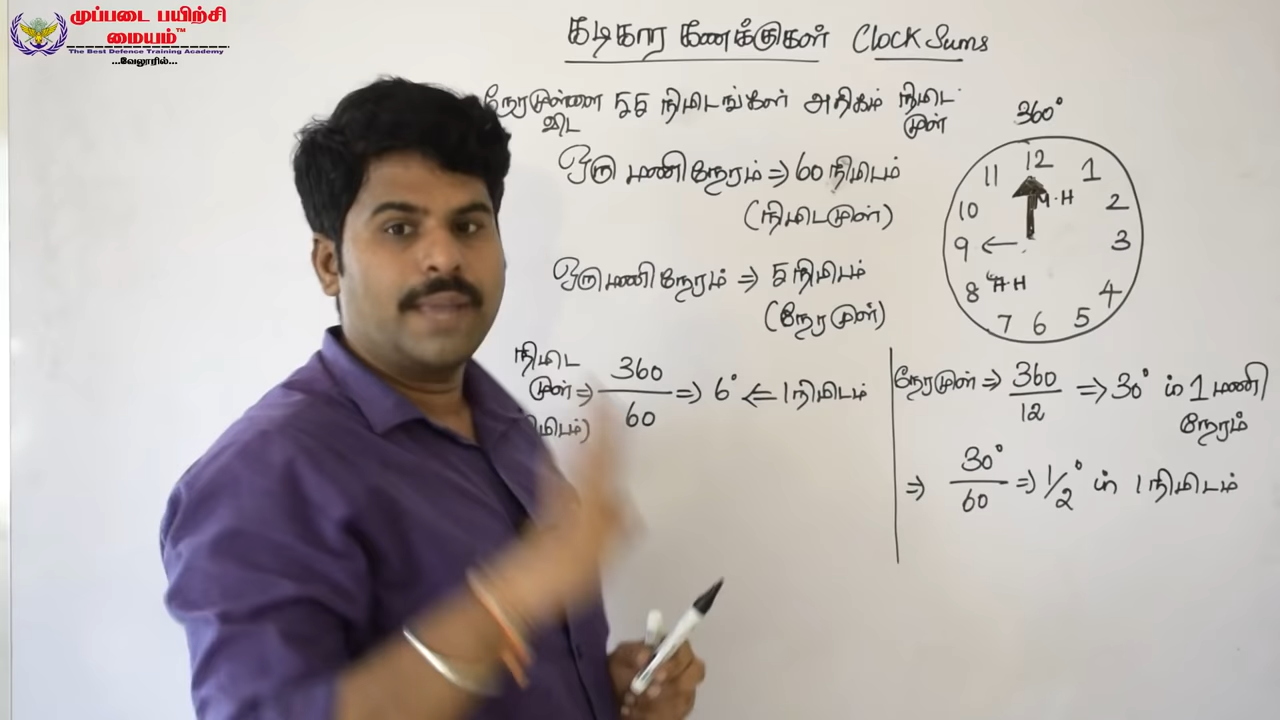 முப்படை பயிற்சி
மையம்™
The Best Defence Training Academy
...வேலூரில்...
கடிகார கணக்குகள் Clock Sums
நேரமுள்ளை 55 நிமிடங்கள் அதிகம் நிமிட
விட முள்
ஒரு மணிநேரம் ⇒ 60 நிமிடம்
(நிமிடமுள்)
ஒருமணிநேரம் ⇒ 5 நிமிடம்
(நேரமுள்)
360°
12
11 1
10 M.H 2
9 ← 3
8 H.H 4
7 6 5
நிமிட
முள் ⇒ 360/60 ⇒ 6° ⇐ 1 நிமிடம்
நேரமுள் ⇒ 360/12 ⇒ 30° ம் 1 மணி
நேரம்
⇒ 30°/60 ⇒ 1/2° ம் 1 நிமிடம்